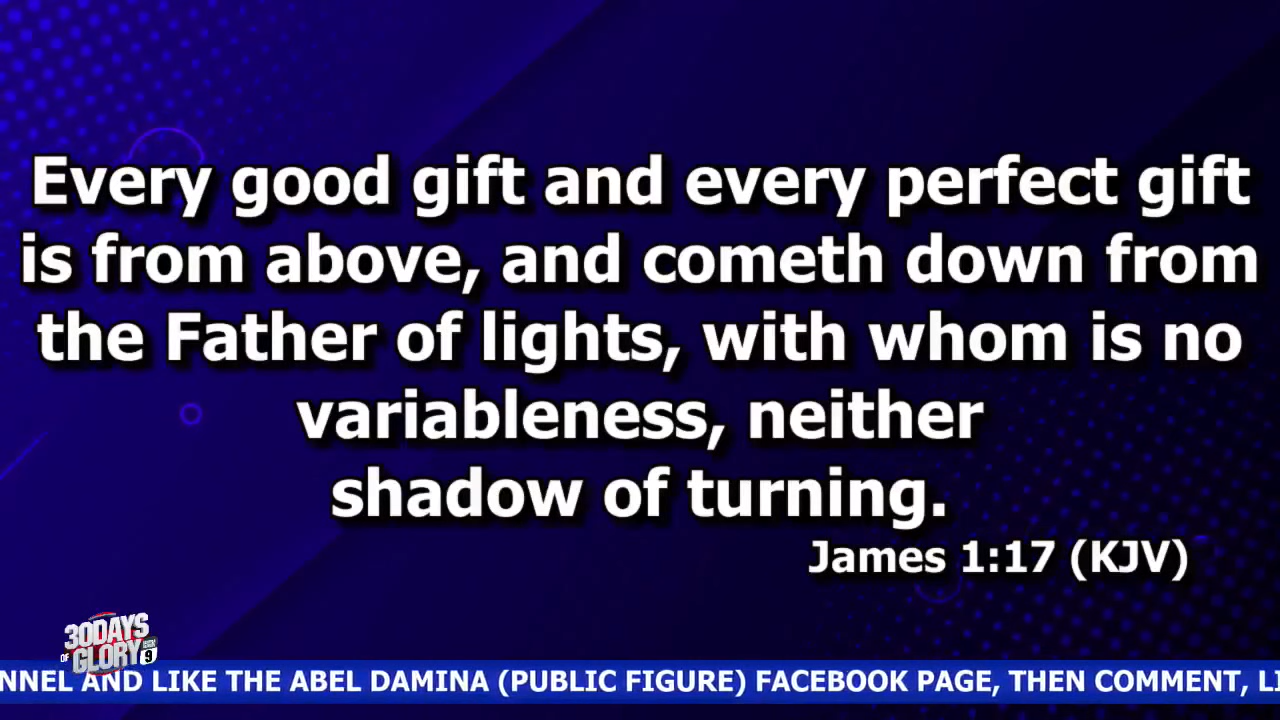 Every good gift and every perfect gift
is from above, and cometh down from
the Father of lights, with whom is no
variableness, neither
shadow of turning.
James 1:17 (KJV)
30DAYS
OF GLORY 9
NNEL AND LIKE THE ABEL DAMINA (PUBLIC FIGURE) FACEBOOK PAGE, THEN COMMENT, LI